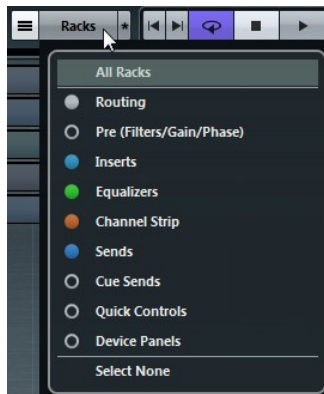 Racks *
All Racks
Routing
Pre (Filters/Gain/Phase)
Inserts
Equalizers
Channel Strip
Sends
Cue Sends
Quick Controls
Device Panels
Select None